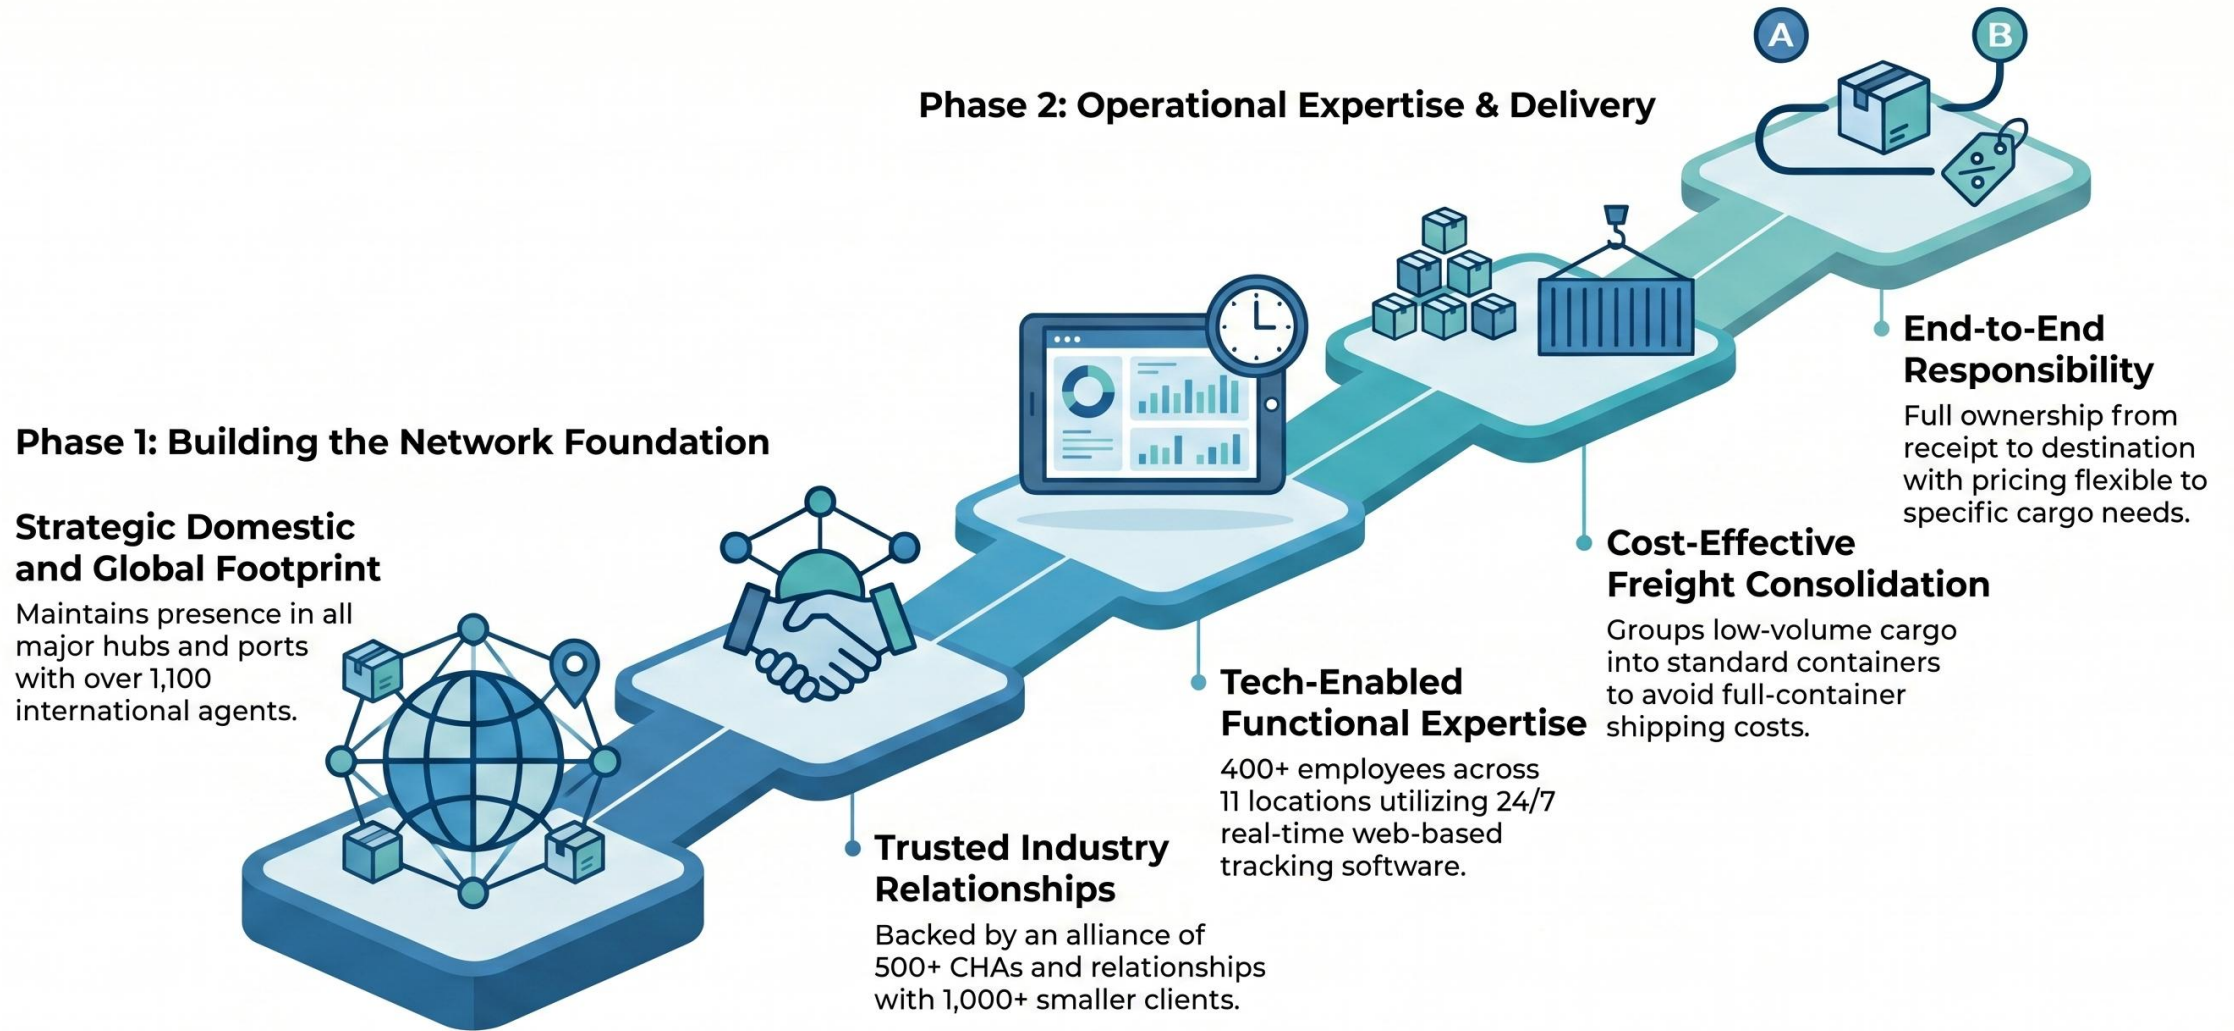 Phase 1: Building the Network Foundation
Strategic Domestic
and Global Footprint
Maintains presence in all
major hubs and ports
with over 1,100
international agents.
Trusted Industry
Relationships
Backed by an alliance of
500+ CHAs and relationships
with 1,000+ smaller clients.
Phase 2: Operational Expertise & Delivery
Tech-Enabled
Functional Expertise
400+ employees across
11 locations utilizing 24/7
real-time web-based
tracking software.
Cost-Effective
Freight Consolidation
Groups low-volume cargo
into standard containers
to avoid full-container
shipping costs.
A
B
%
End-to-End
Responsibility
Full ownership from
receipt to destination
with pricing flexible to
specific cargo needs.